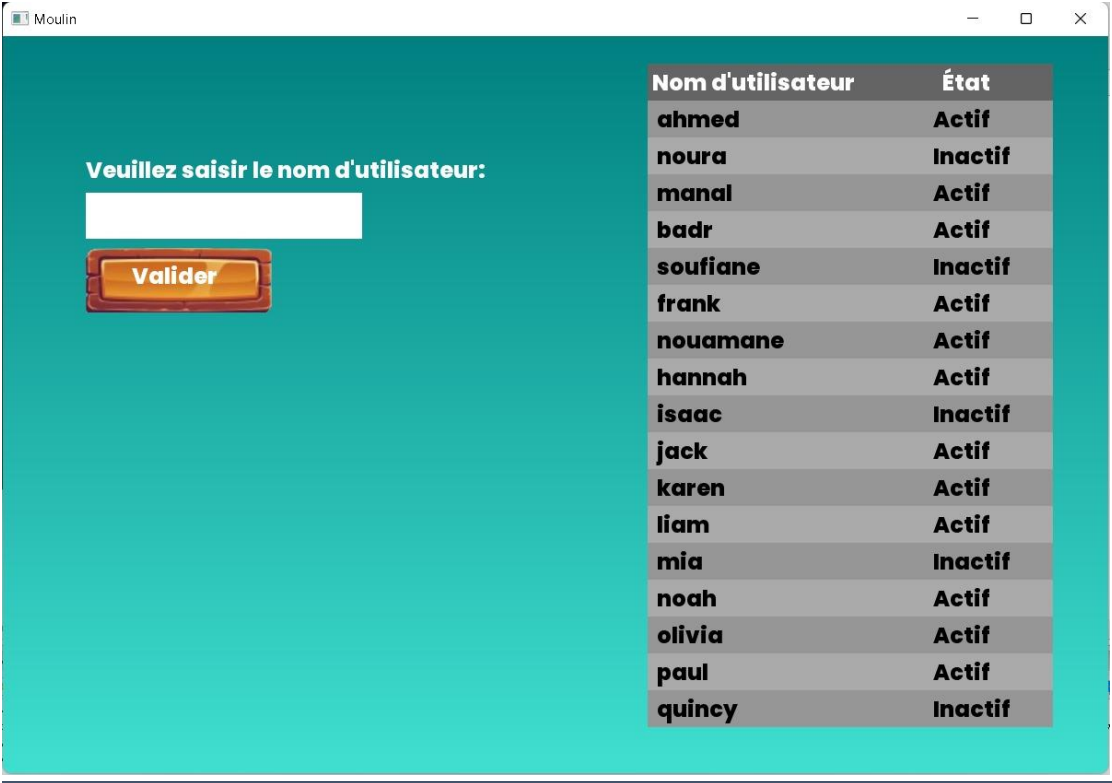 Moulin
Veuillez saisir le nom d'utilisateur:
Valider
Nom d'utilisateur État
ahmed Actif
noura Inactif
manal Actif
badr Actif
soufiane Inactif
frank Actif
nouamane Actif
hannah Actif
isaac Inactif
jack Actif
karen Actif
liam Actif
mia Inactif
noah Actif
olivia Actif
paul Actif
quincy Inactif